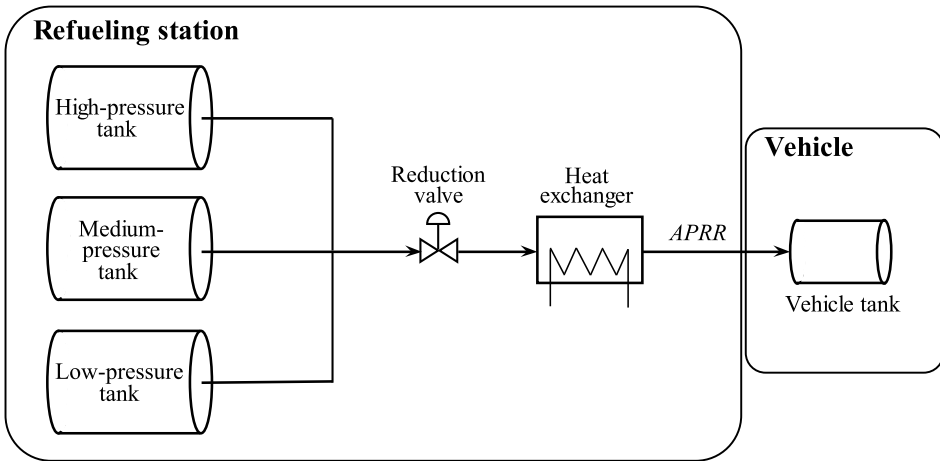 Refueling station
High-pressure
tank
Medium-
pressure
tank
Low-pressure
tank
Reduction
valve
Heat
exchanger
APRR
Vehicle
Vehicle tank